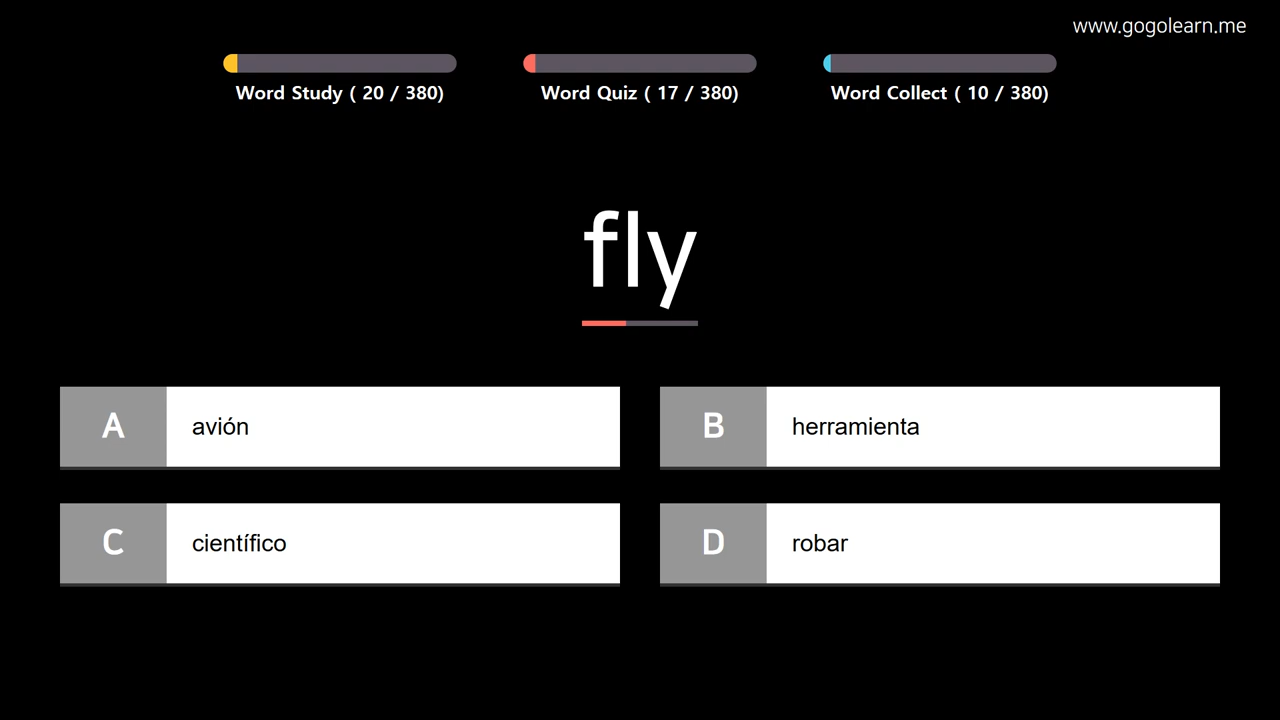 www.gogolearn.me
Word Study ( 20 / 380)
Word Quiz ( 17 / 380)
Word Collect ( 10 / 380)
fly
A avión
B herramienta
C científico
D robar